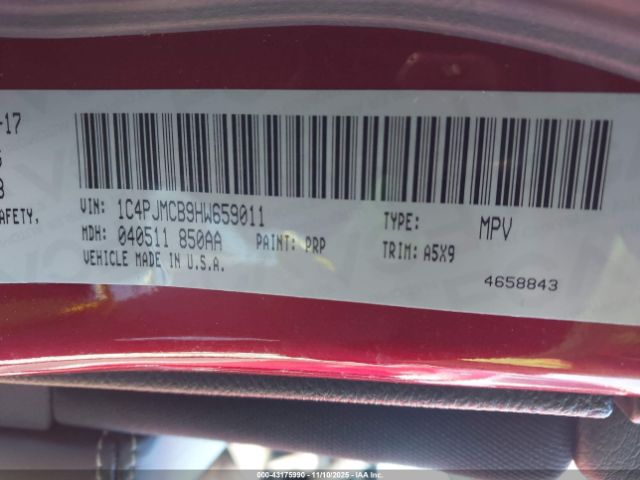 -17
VIN: 1C4PJMCB9HW659011
TYPE: MPV
AFETY,
MDH: 040511 850AA PAINT: PRP TRIM: A5X9
VEHICLE MADE IN U.S.A.
4658843
000-43175990 — 11/10/2025 — IAA Inc.